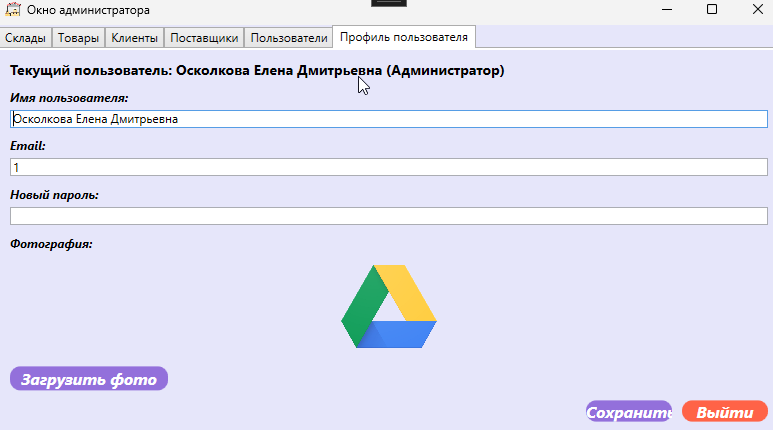 Окно администратора
Склады Товары Клиенты Поставщики Пользователи Профиль пользователя
Текущий пользователь: Осколкова Елена Дмитрьевна (Администратор)
Имя пользователя:
Осколкова Елена Дмитрьевна
Email:
1
Новый пароль:
Фотография:
Загрузить фото
Сохранить Выйти